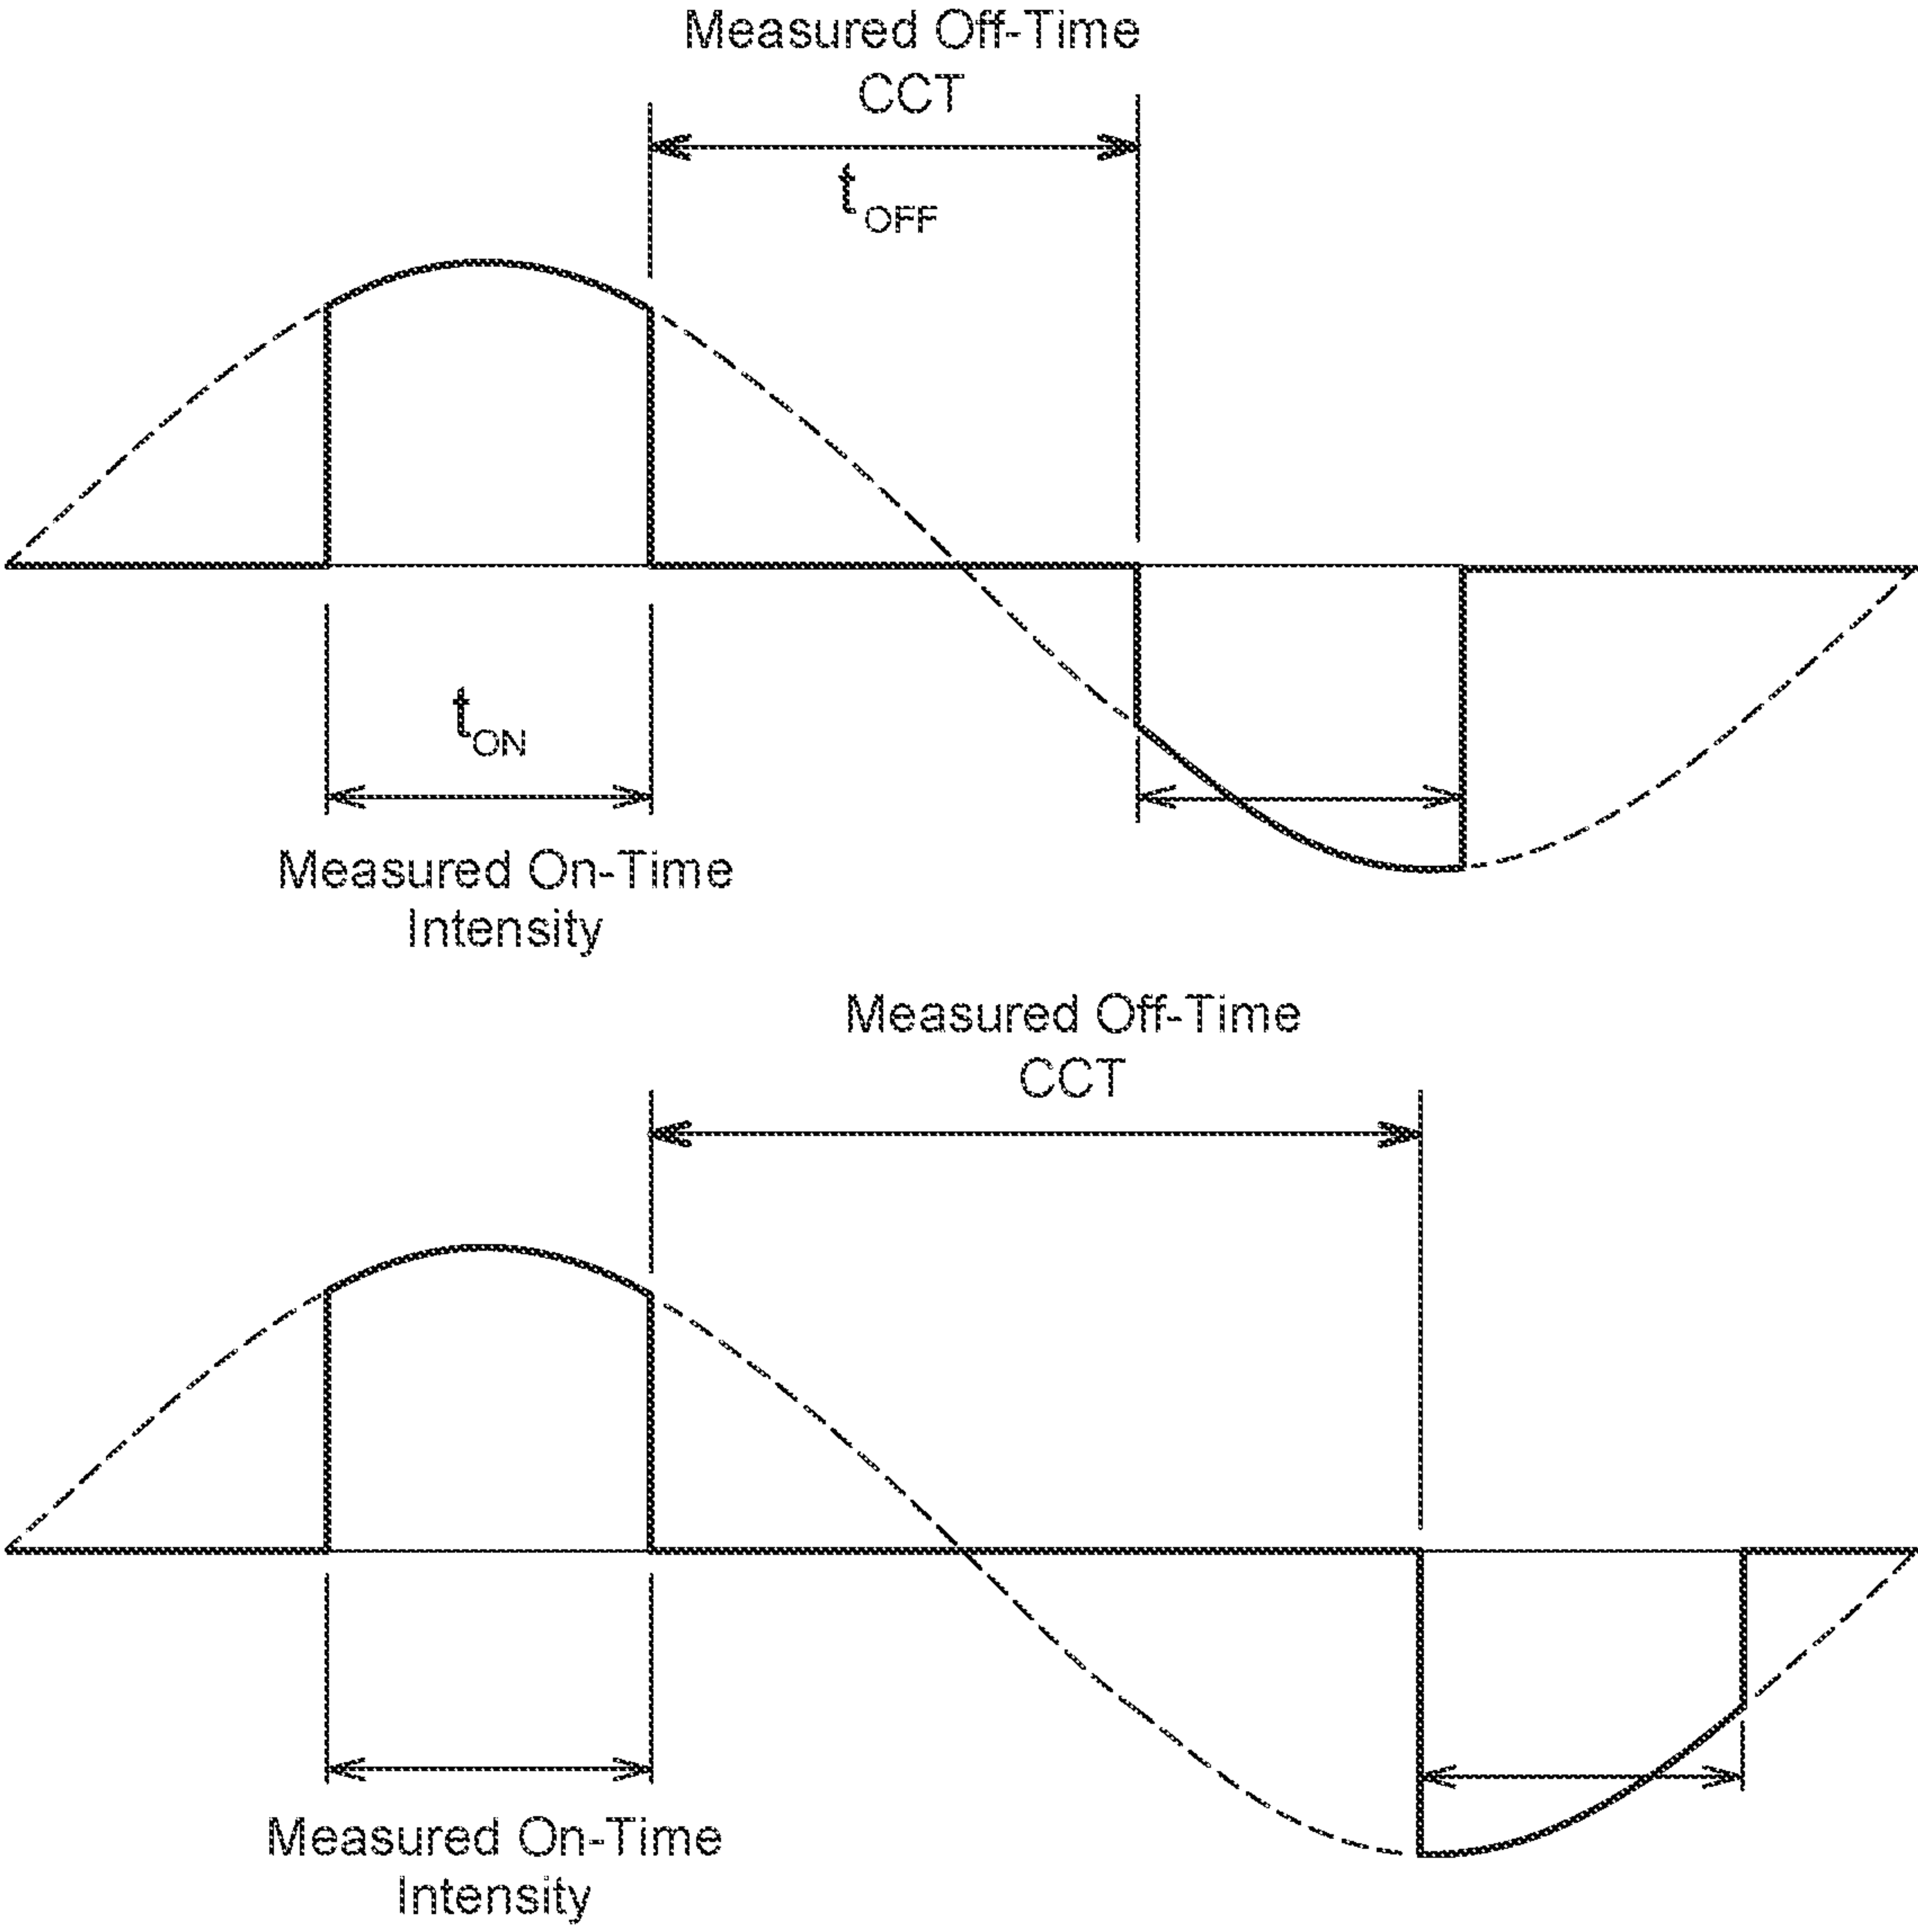 Measured Off-Time
CCT
tOFF
tON
Measured On-Time
Intensity
Measured Off-Time
CCT
Measured On-Time
Intensity